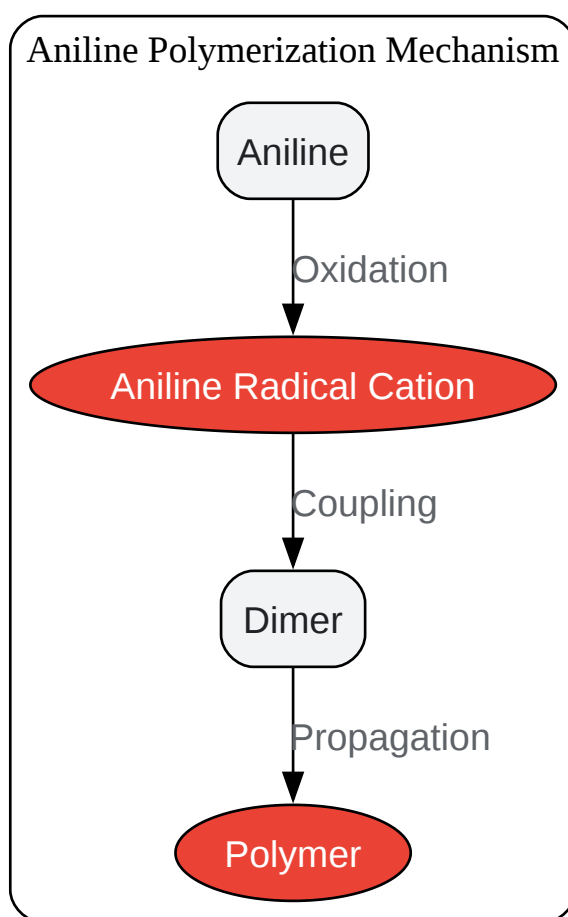 Aniline Polymerization Mechanism
Aniline
Oxidation
Aniline Radical Cation
Coupling
Dimer
Propagation
Polymer